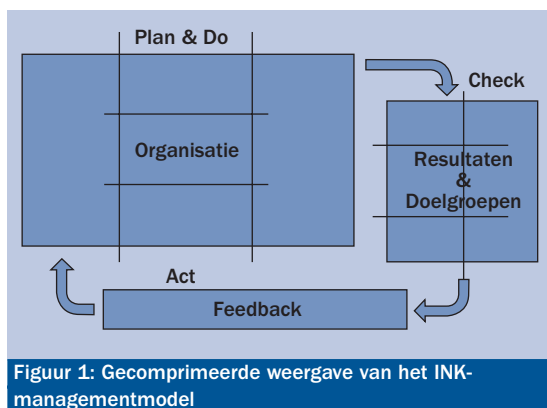 Plan & Do
Check
Organisatie
Resultaten
&
Doelgroepen
Act
Feedback
Figuur 1: Gecomprimeerde weergave van het INK-
managementmodel